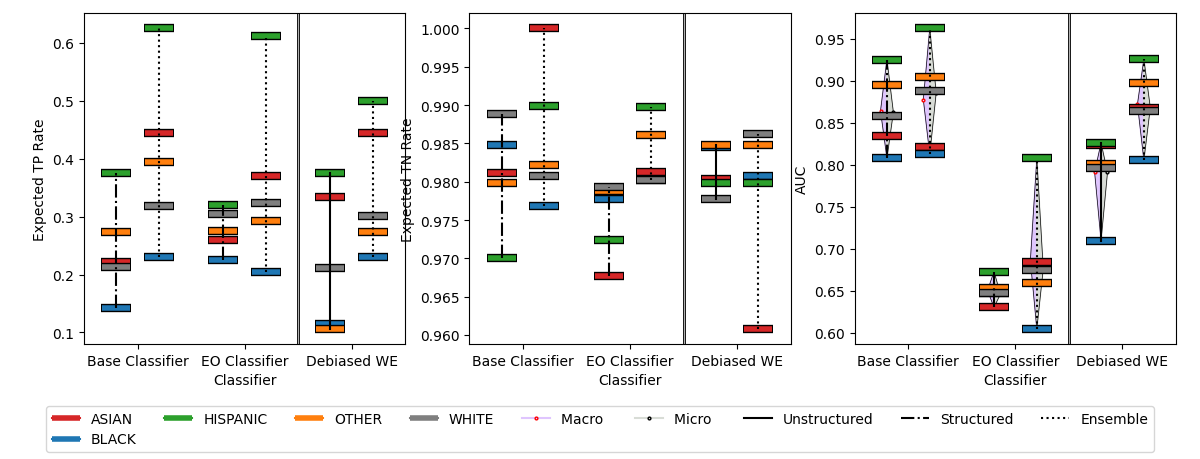 Expected TP Rate
0.6
0.5
0.4
0.3
0.2
0.1
Base Classifier EO Classifier Debiased WE
Classifier
Expected TN Rate
1.000
0.995
0.990
0.985
0.980
0.975
0.970
0.965
0.960
Base Classifier EO Classifier Debiased WE
Classifier
AUC
0.95
0.90
0.85
0.80
0.75
0.70
0.65
0.60
Base Classifier EO Classifier Debiased WE
Classifier
ASIAN HISPANIC OTHER WHITE Macro Micro Unstructured Structured Ensemble
BLACK